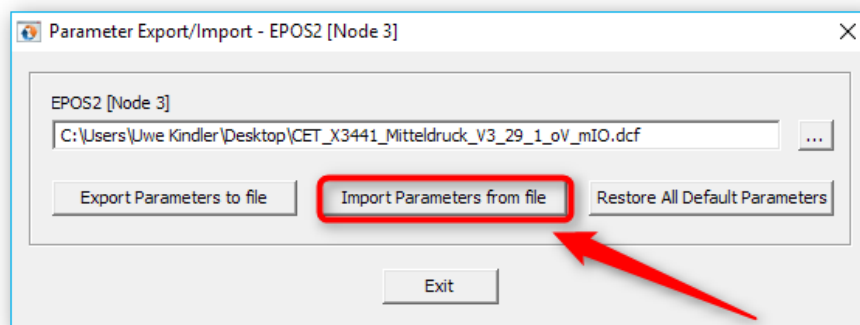 Parameter Export/Import - EPOS2 [Node 3]
EPOS2 [Node 3]
C:\Users\Uwe Kindler\Desktop\CET_X3441_Mitteldruck_V3_29_1_oV_mIO.dcf
...
Export Parameters to file
Import Parameters from file
Restore All Default Parameters
Exit